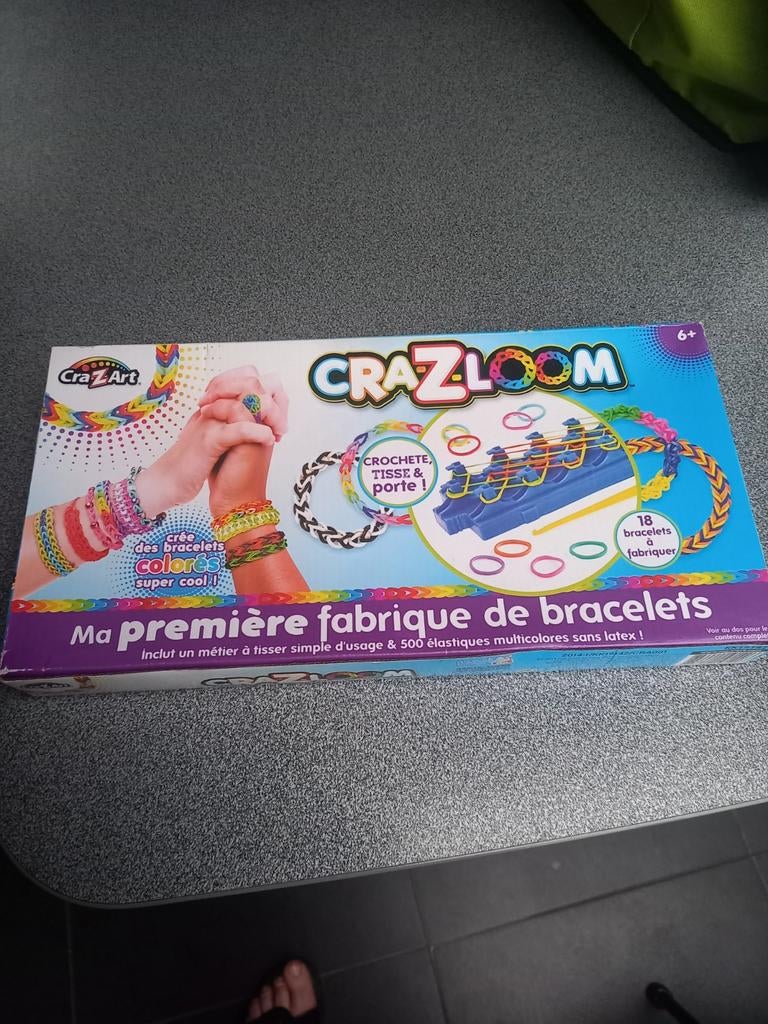 Cra-Z-Art
CRA-Z-LOOM
6+
CROCHETE,
TISSE &
porte !
crée
des bracelets
colorés
super cool !
18
bracelets
à
fabriquer
Ma première fabrique de bracelets
Inclut un métier à tisser simple d'usage & 500 élastiques multicolores sans latex !
Voir au dos pour le
contenu complet
CRA-Z-LOOM